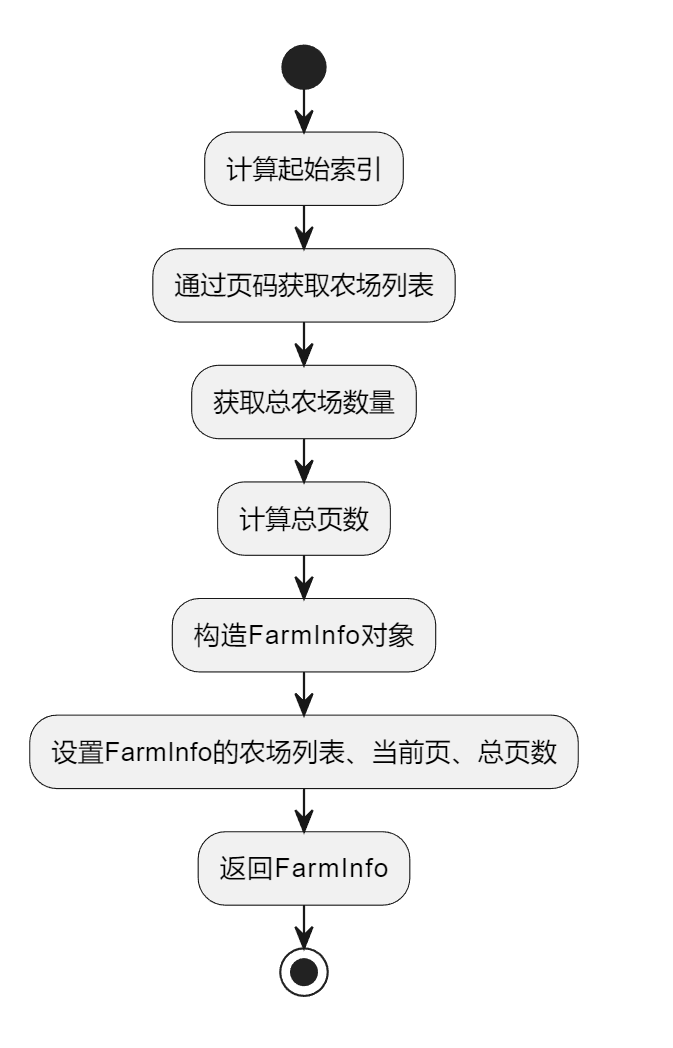 计算起始索引
通过页码获取农场列表
获取总农场数量
计算总页数
构造FarmInfo对象
设置FarmInfo的农场列表、当前页、总页数
返回FarmInfo